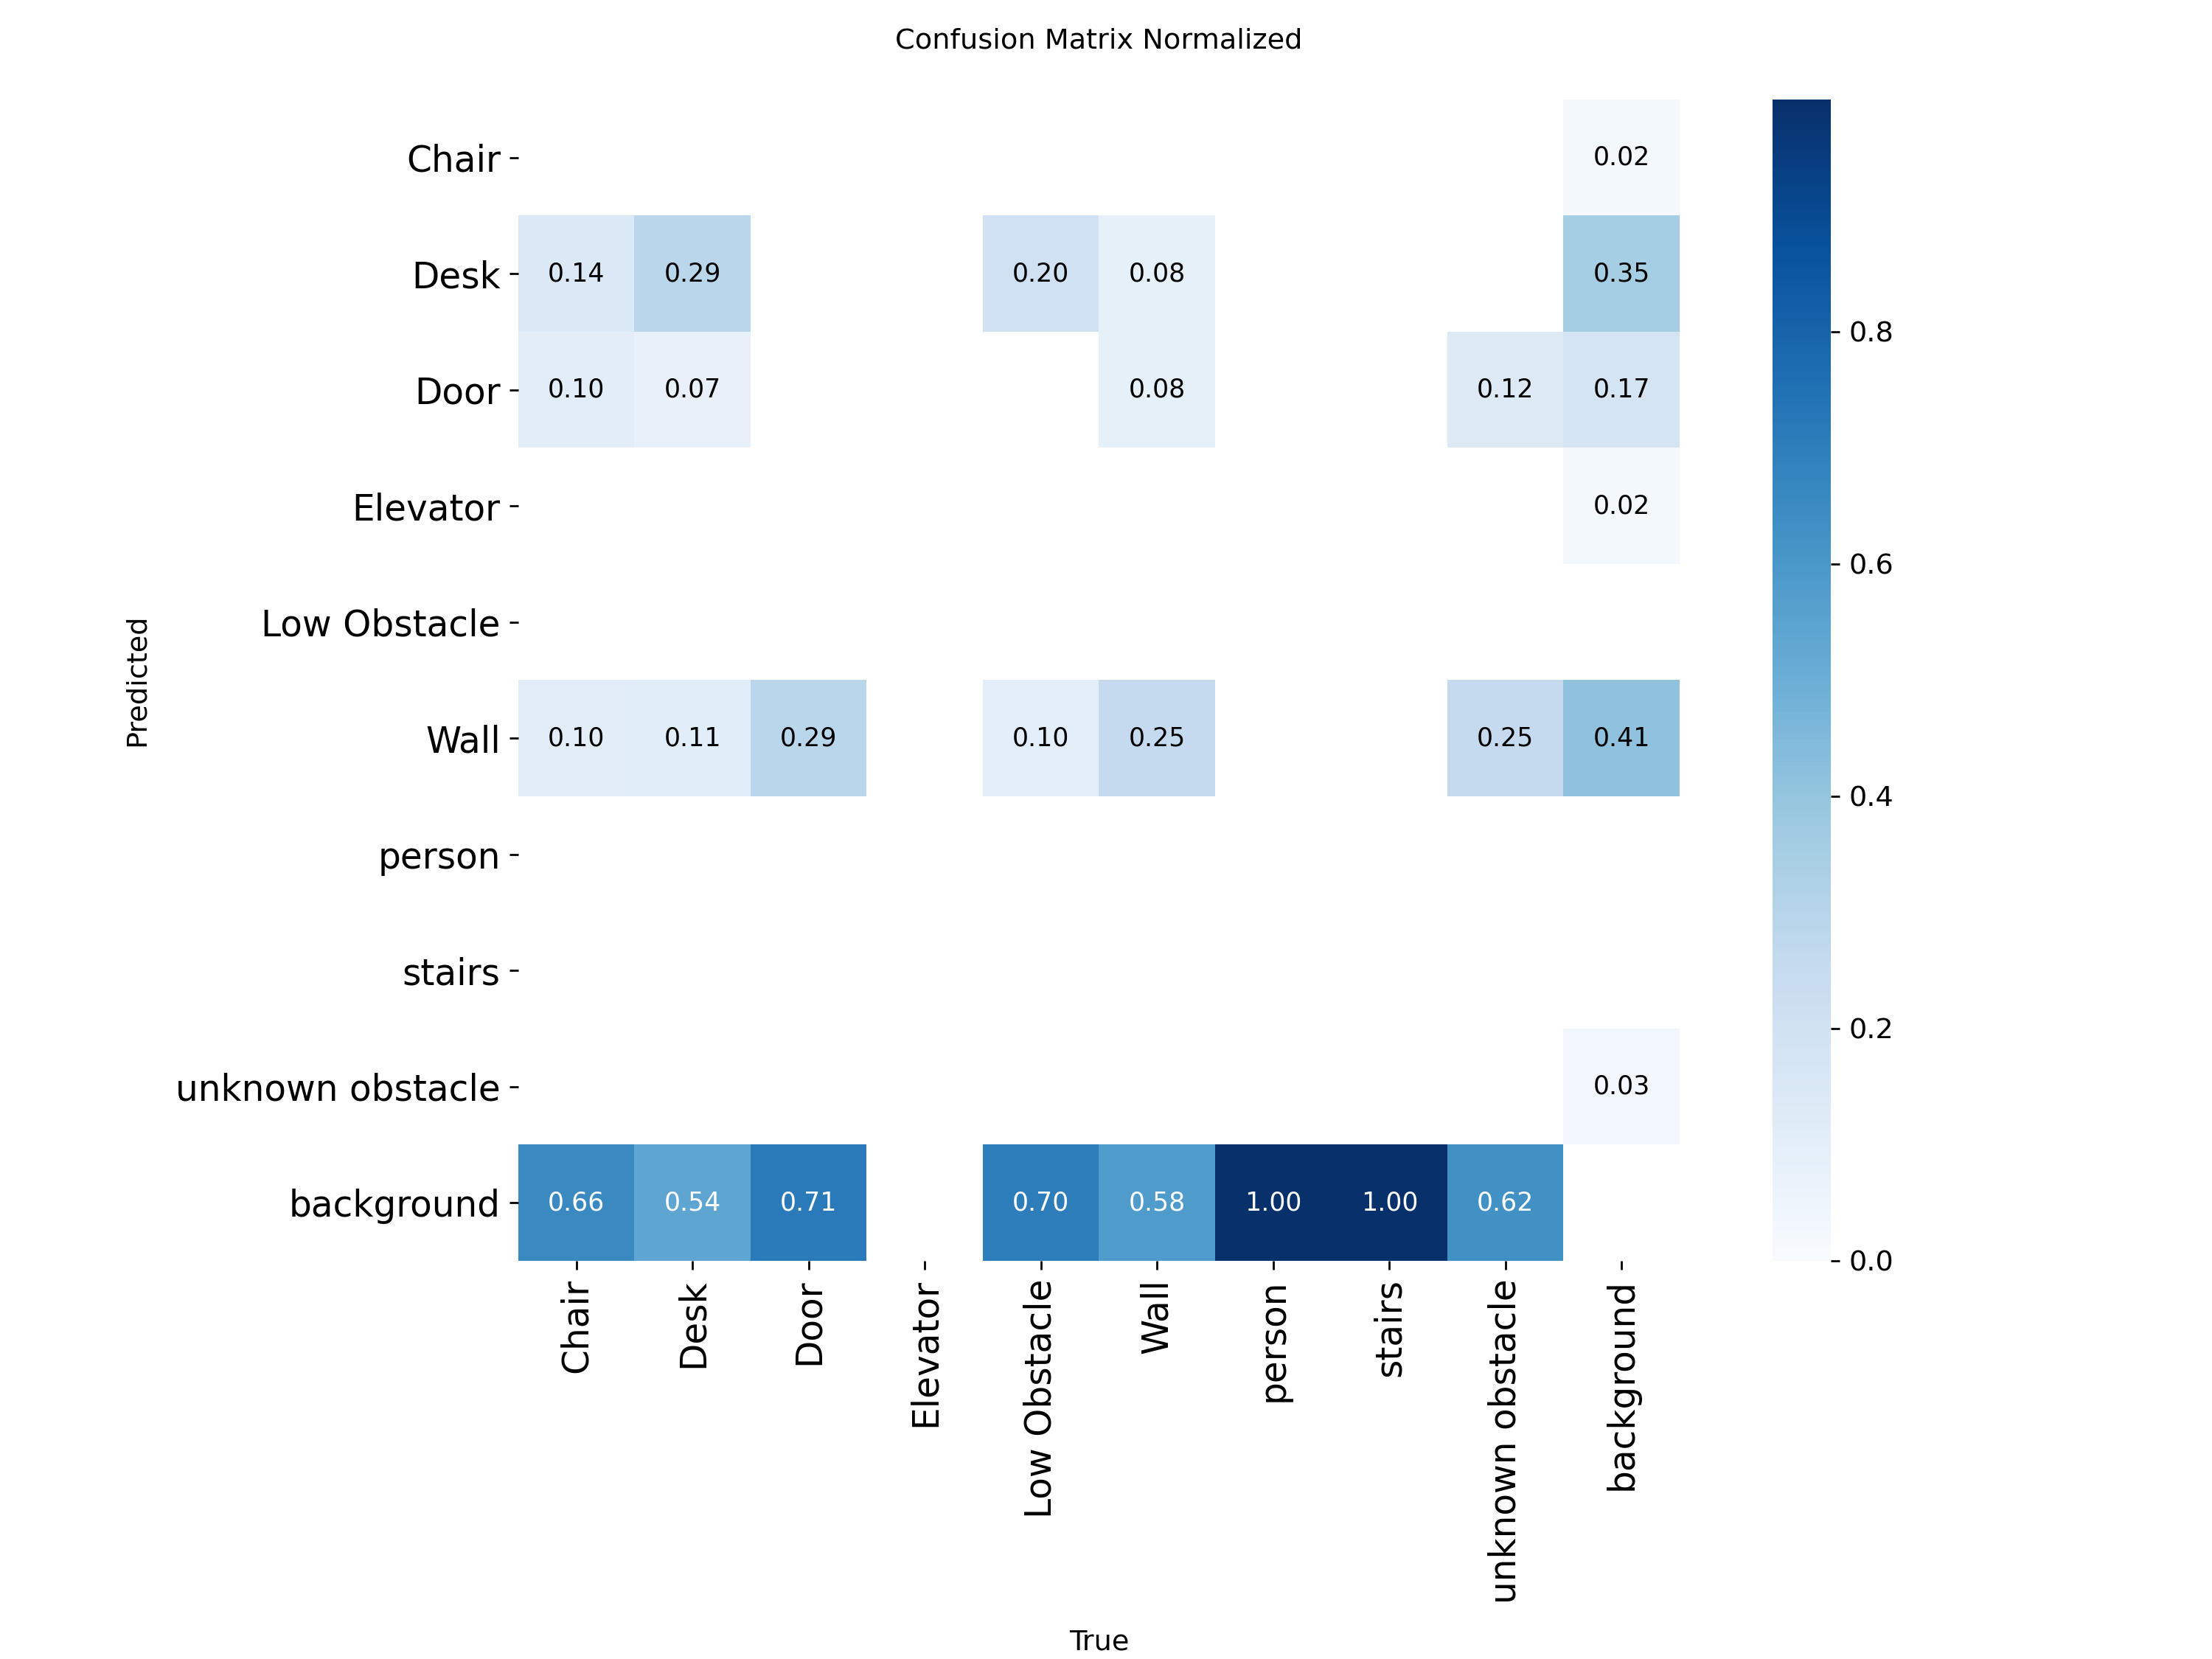 Confusion Matrix Normalized
Chair 0.02
Desk 0.14 0.29 0.20 0.08 0.35
Door 0.10 0.07 0.08 0.12 0.17
Elevator 0.02
Low Obstacle
Wall 0.10 0.11 0.29 0.10 0.25 0.25 0.41
person
stairs
unknown obstacle 0.03
background 0.66 0.54 0.71 0.70 0.58 1.00 1.00 0.62
Predicted
Chair Desk Door Elevator Low Obstacle Wall person stairs unknown obstacle background
True
0.8
0.6
0.4
0.2
0.0